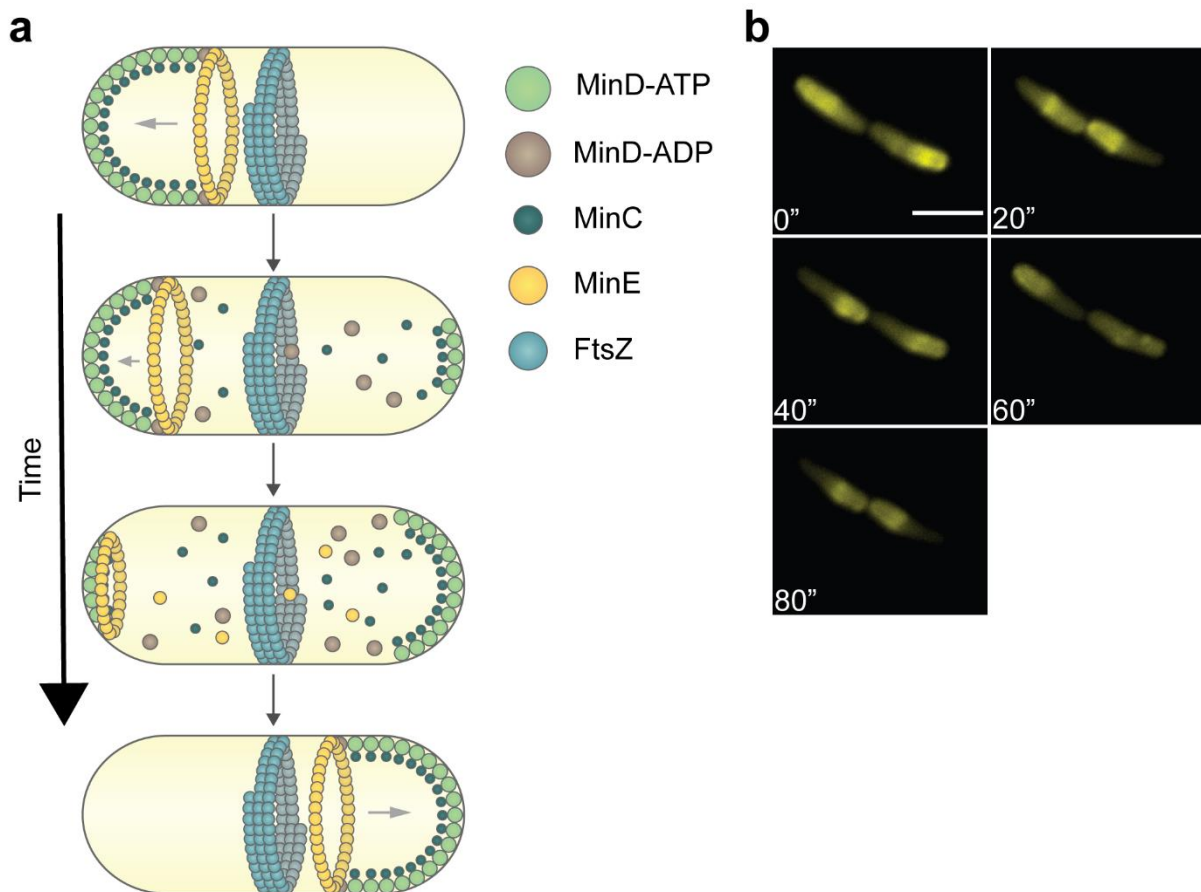 a
MinD-ATP
MinD-ADP
MinC
MinE
FtsZ
Time
b
0”
20”
40”
60”
80”